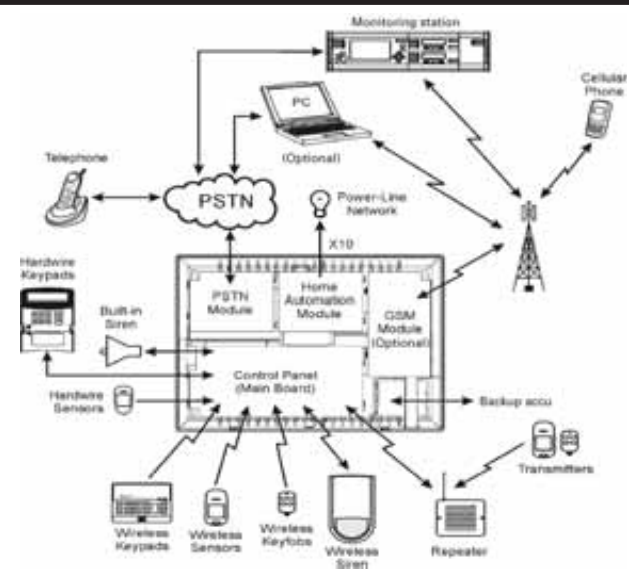 Monitoring station
Cellular
Phone
PC
(Optional)
Telephone
PSTN
Power-Line
Network
X10
Hardwire
Keypads
PSTN
Module
Home
Automation
Module
GSM
Module
(Optional)
Built-in
Siren
Control Panel
(Main Board)
Hardwire
Sensors
Backup accu
Transmitters
Wireless
Keypads
Wireless
Sensors
Wireless
Keyfobs
Wireless
Siren
Repeater